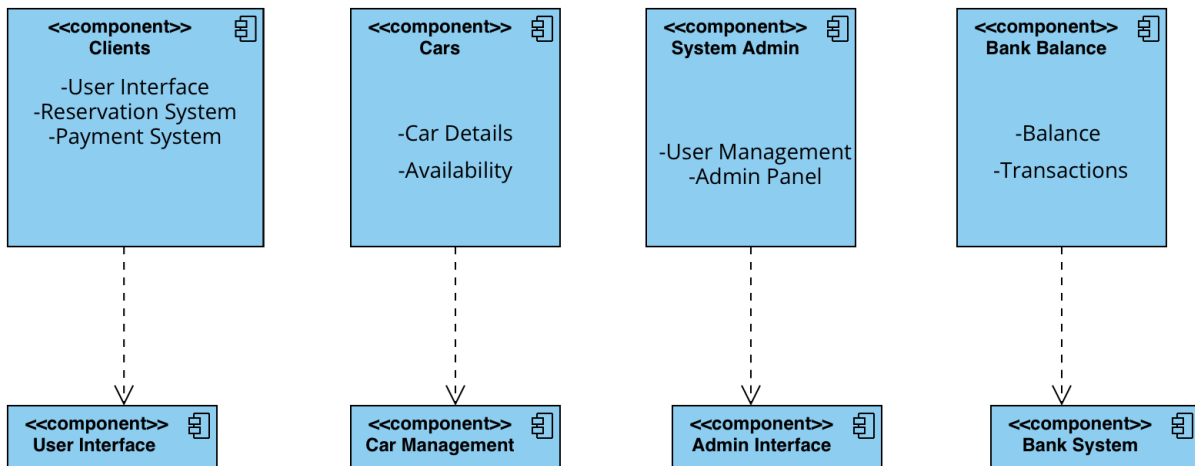 <<component>>
Clients
-User Interface
-Reservation System
-Payment System
<<component>>
Cars
-Car Details
-Availability
<<component>>
System Admin
-User Management
-Admin Panel
<<component>>
Bank Balance
-Balance
-Transactions
<<component>>
User Interface
<<component>>
Car Management
<<component>>
Admin Interface
<<component>>
Bank System